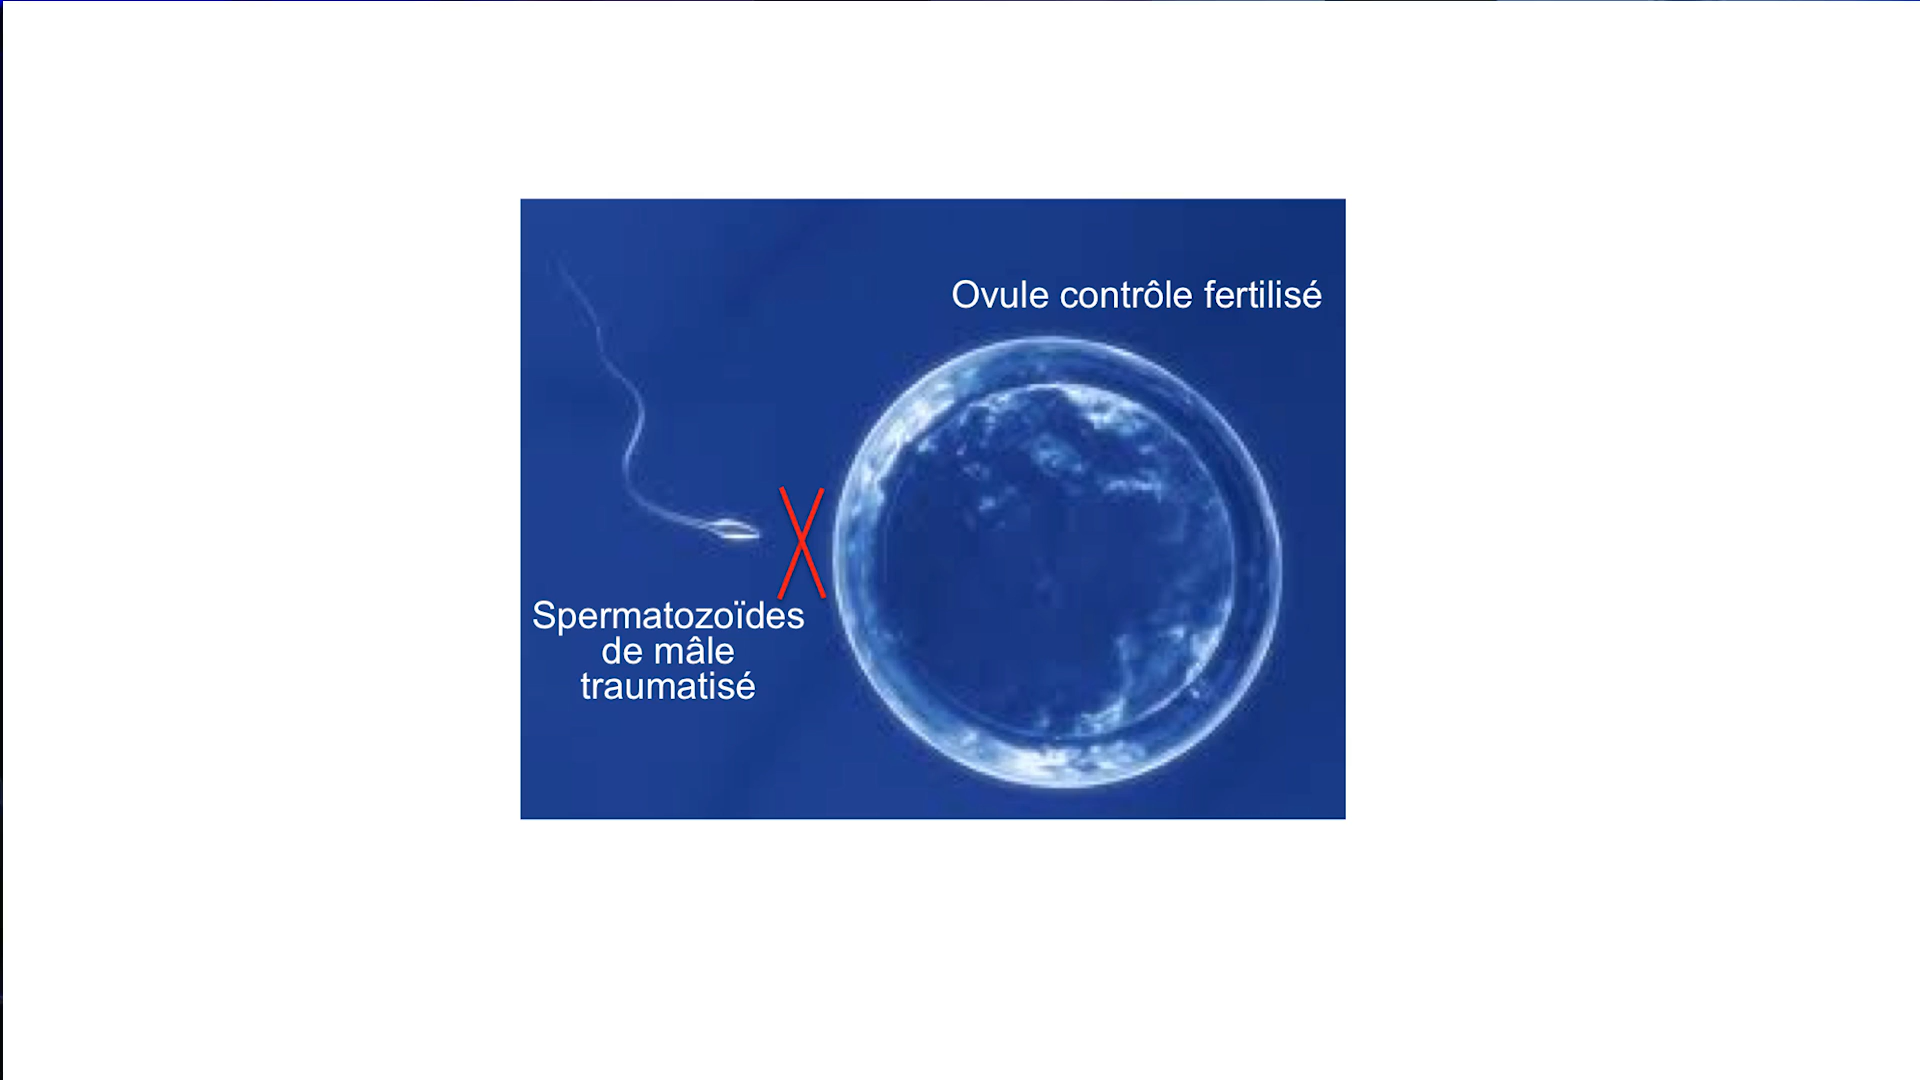 Ovule contrôle fertilisé
Spermatozoïdes
de mâle
traumatisé